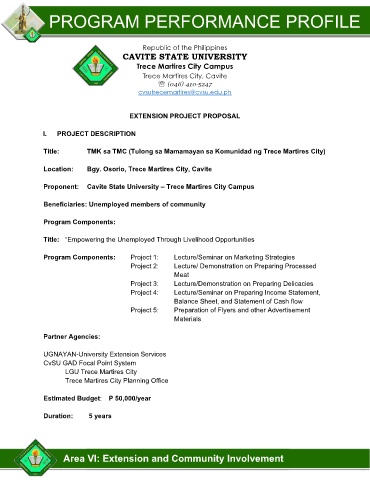 PROGRAM PERFORMANCE PROFILE
Republic of the Philippines
CAVITE STATE UNIVERSITY
Trece Martires City Campus
Trece Martires City, Cavite
☏ (046) 410-5247
cvsutrecemartires@cvsu.edu.ph
EXTENSION PROJECT PROPOSAL
I. PROJECT DESCRIPTION
Title: TMK sa TMC (Tulong sa Mamamayan sa Komunidad ng Trece Martires City)
Location: Bgy. Osorio, Trece Martires City, Cavite
Proponent: Cavite State University – Trece Martires City Campus
Beneficiaries: Unemployed members of community
Program Components:
Title: "Empowering the Unemployed Through Livelihood Opportunities
Program Components: Project 1: Lecture/Seminar on Marketing Strategies
Project 2: Lecture/ Demonstration on Preparing Processed
Meat
Project 3: Lecture/Demonstration on Preparing Delicacies
Project 4: Lecture/Seminar on Preparing Income Statement,
Balance Sheet, and Statement of Cash flow
Project 5: Preparation of Flyers and other Advertisement
Materials
Partner Agencies:
UGNAYAN-University Extension Services
CvSU GAD Focal Point System
LGU Trece Martires City
Trece Martires City Planning Office
Estimated Budget: P 50,000/year
Duration: 5 years
Area VI: Extension and Community Involvement